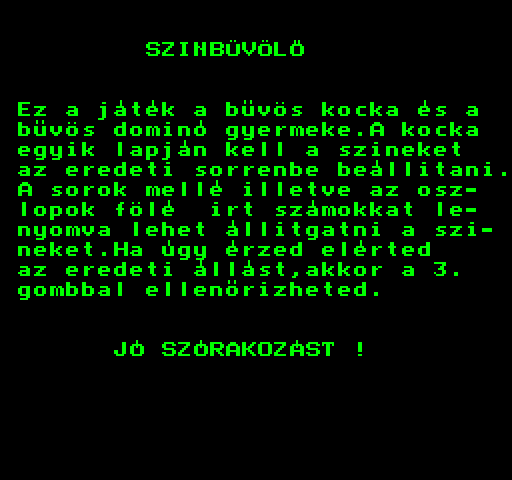 SZINBÜVÖLŐ
Ez a játék a büvös kocka és a
büvös dominó gyermeke.A kocka
egyik lapján kell a szineket
az eredeti sorrenbe beállitani.
A sorok mellé illetve az osz-
lopok fölé irt számokkat le-
nyomva lehet állitgatni a szi-
neket.Ha úgy érzed elérted
az eredeti állást,akkor a 3.
gombbal ellenörizheted.
JÓ SZÓRAKOZÁST !